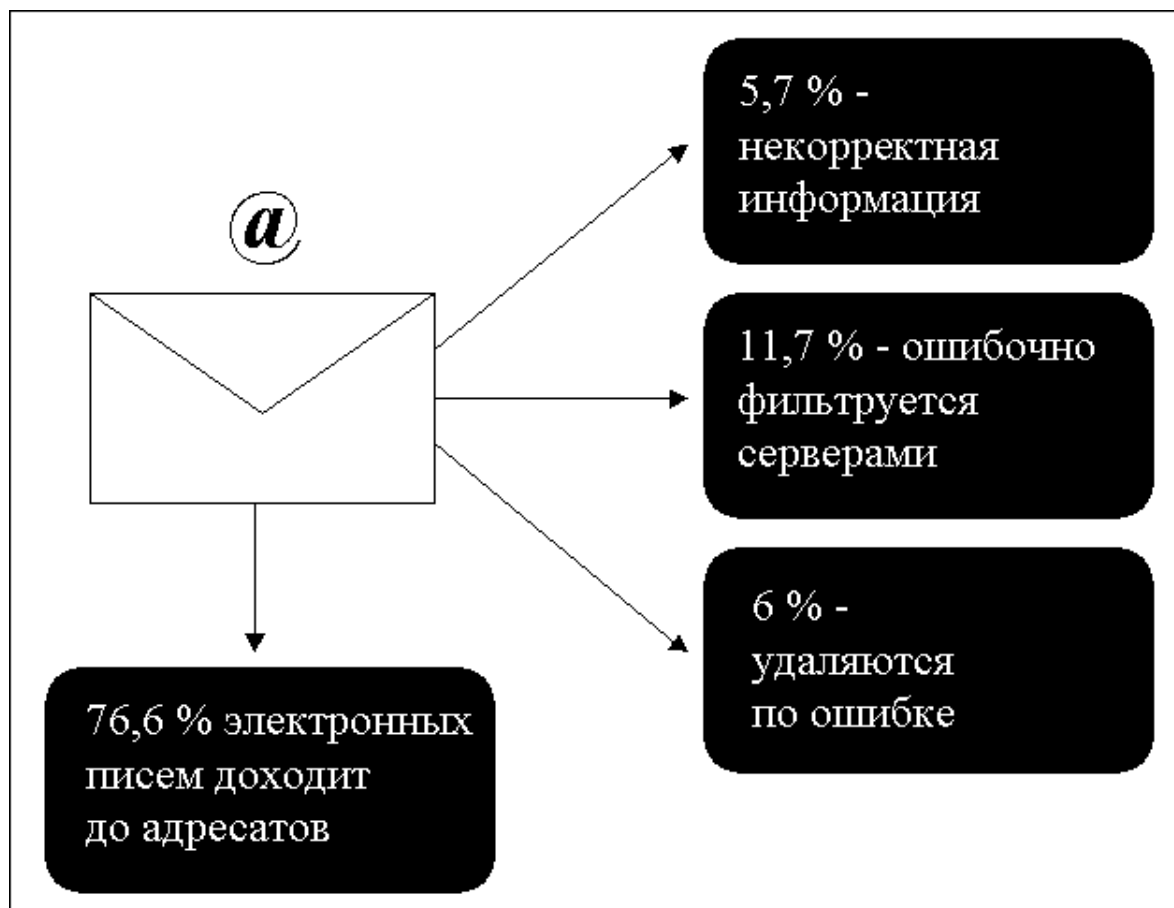 @
5,7 % -
некорректная
информация
11,7 % - ошибочно
фильтруется
серверами
6 % -
удаляются
по ошибке
76,6 % электронных
писем доходит
до адресатов